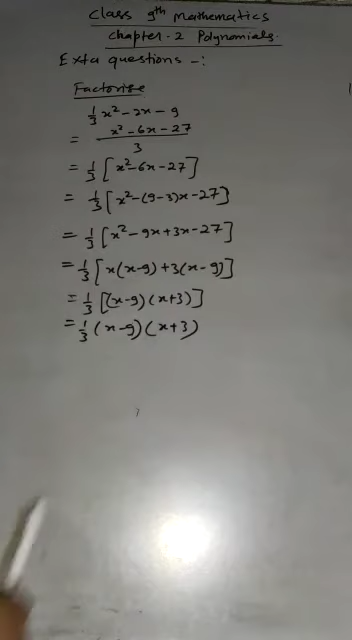 Class 9th Mathematics
Chapter-2 Polynomials.
Exta questions -:
Factorise
1/3 x² - 2x - 9
= x² - 6x - 27 / 3
= 1/3 [x² - 6x - 27]
= 1/3 [x² - (9-3)x - 27]
= 1/3 [x² - 9x + 3x - 27]
= 1/3 [x(x-9) + 3(x-9)]
= 1/3 [(x-9)(x+3)]
= 1/3 (x-9)(x+3)